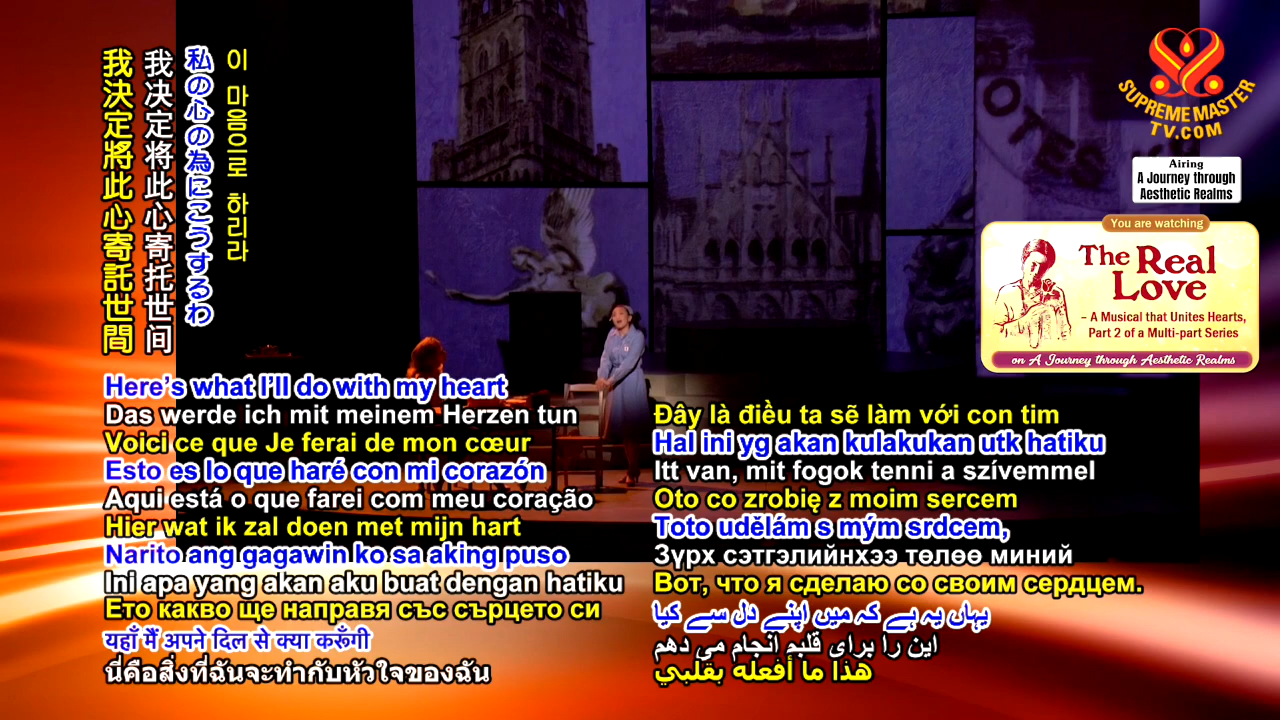 我決定將此心寄託世間
我决定将此心寄托世间
私の心の為にこうするわ
이 마음으로 하리라
Here's what I'll do with my heart
Das werde ich mit meinem Herzen tun
Voici ce que Je ferai de mon cœur
Esto es lo que haré con mi corazón
Aqui está o que farei com meu coração
Hier wat ik zal doen met mijn hart
Narito ang gagawin ko sa aking puso
Ini apa yang akan aku buat dengan hatiku
Ето какво ще направя със сърцето си
यहाँ मैं अपने दिल से क्या करूँगी
นี่คือสิ่งที่ฉันจะทำกับหัวใจของฉัน
Đây là điều ta sẽ làm với con tim
Hal ini yg akan kulakukan utk hatiku
Itt van, mit fogok tenni a szívemmel
Oto co zrobię z moim sercem
Toto udělám s mým srdcem,
Зүрх сэтгэлийнхээ төлөө миний
Вот, что я сделаю со своим сердцем.
یہاں یہ ہے کہ میں اپنے دل سے کیا
این را برای قلبم انجام می دهم
هذا ما أفعله بقلبي
SUPREME MASTER
TV.COM
Airing
A Journey through
Aesthetic Realms
You are watching
The Real
Love
– A Musical that Unites Hearts,
Part 2 of a Multi-part Series
on A Journey through Aesthetic Realms